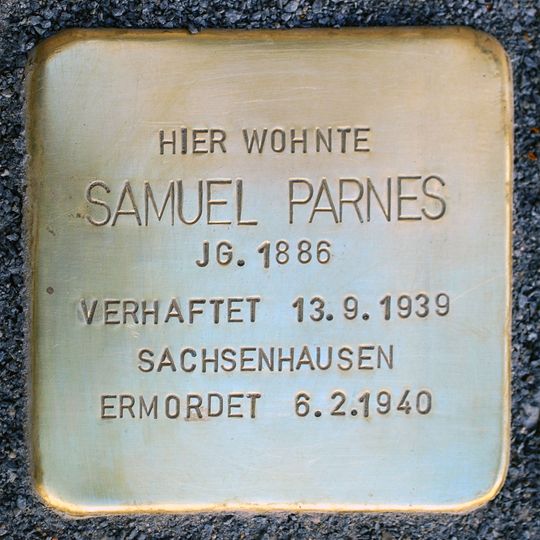 HIER WOHNTE
SAMUEL PARNES
JG. 1886
VERHAFTET 13.9.1939
SACHSENHAUSEN
ERMORDET 6.2.1940